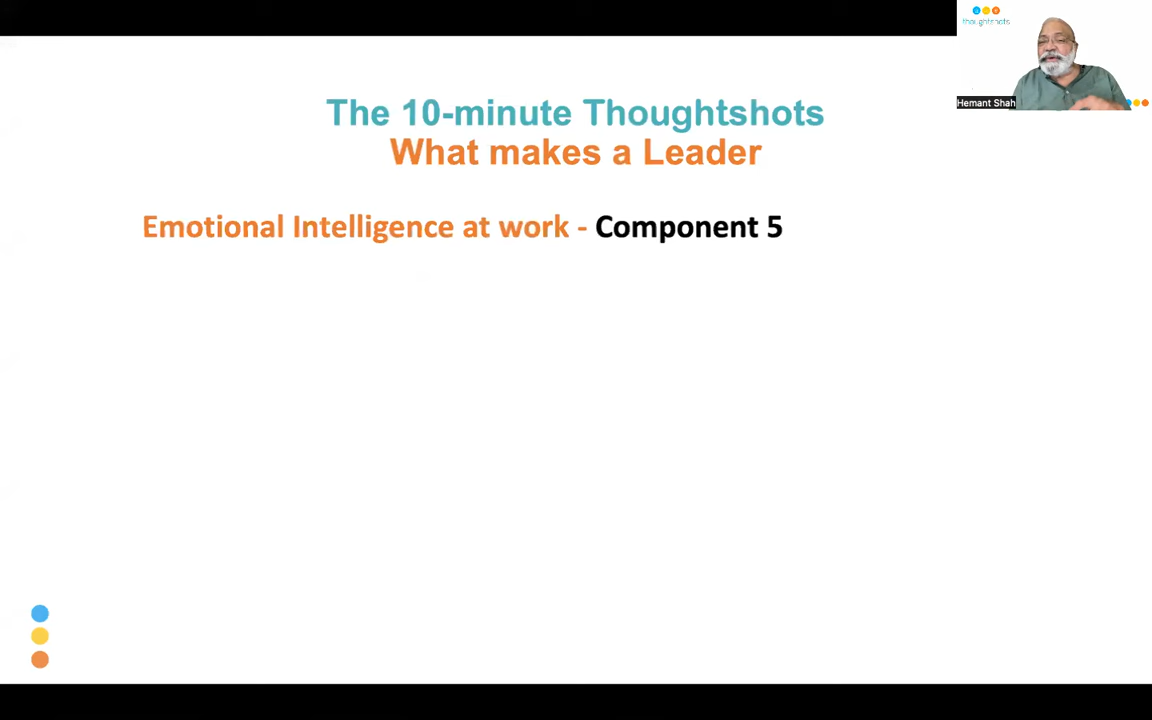 thoughtshots
Hemant Shah
The 10-minute Thoughtshots
What makes a Leader
Emotional Intelligence at work - Component 5